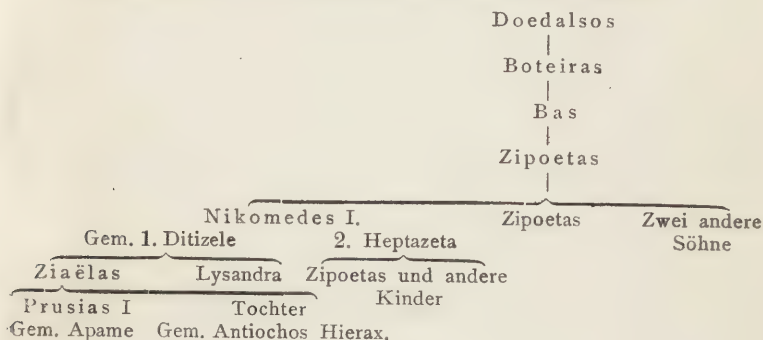 Doedalsos
Boteiras
Bas
Zipoetas
Nikomedes I. Zipoetas Zwei andere
Gem. 1. Ditizele 2. Heptazeta Söhne
Ziaëlas Lysandra Zipoetas und andere
Kinder
Prusias I Tochter
Gem. Apame Gem. Antiochos Hierax.